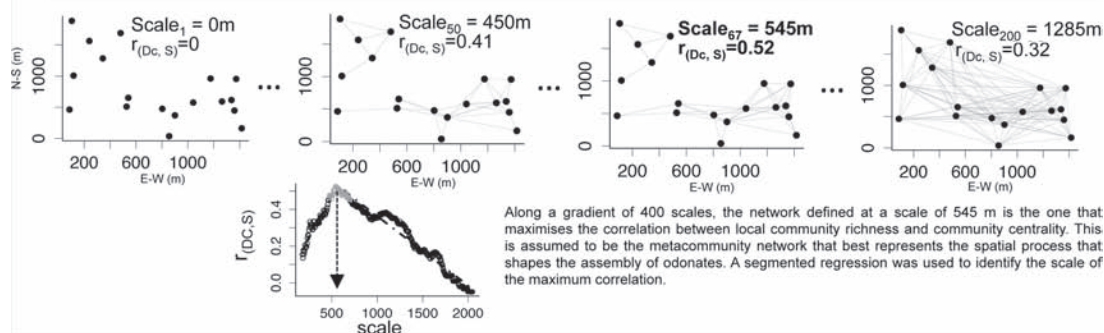 Scale1 = 0m
r(Dc, S)=0
Scale50 = 450m
r(Dc, S)=0.41
Scale67 = 545m
r(Dc, S)=0.52
Scale200 = 1285m
r(Dc, S)=0.32
N-S (m)
0
1000
200
600
1000
E-W (m)
...
0
1000
200
600
1000
E-W (m)
...
0
1000
200
600
1000
E-W (m)
...
0
1000
200
600
1000
E-W (m)
r(DC,S)
0.4
0.2
0.0
500
1000
1500
2000
scale
Along a gradient of 400 scales, the network defined at a scale of 545 m is the one that
maximises the correlation between local community richness and community centrality. This
is assumed to be the metacommunity network that best represents the spatial process that
shapes the assembly of odonates. A segmented regression was used to identify the scale of
the maximum correlation.